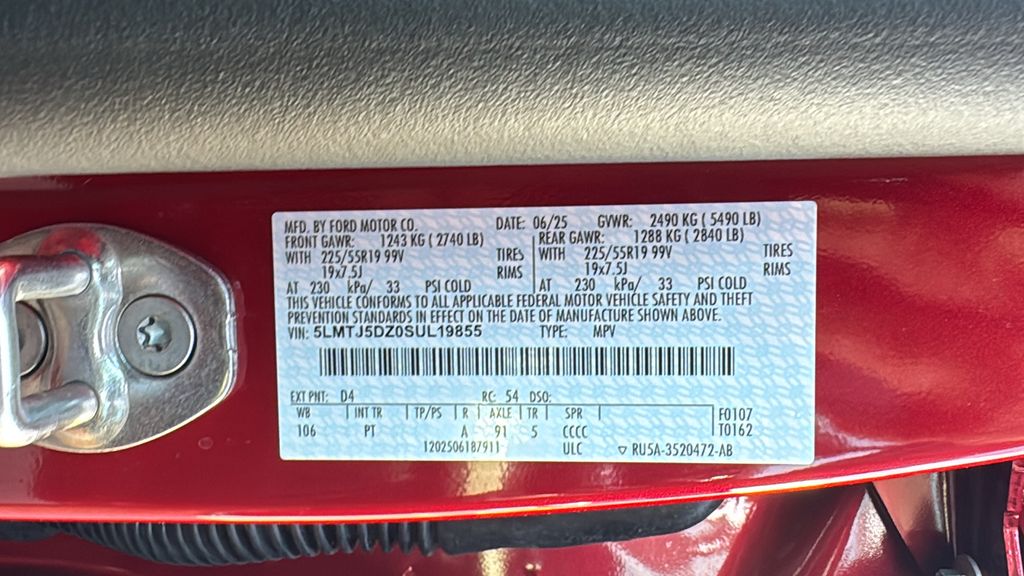 MFD. BY FORD MOTOR CO. DATE: 06/25 GVWR: 2490 KG ( 5490 LB)
FRONT GAWR: 1243 KG ( 2740 LB) REAR GAWR: 1288 KG ( 2840 LB)
WITH 225/55R19 99V TIRES WITH 225/55R19 99V TIRES
19x7.5J RIMS 19x7.5J RIMS
AT 230 kPa/ 33 PSI COLD AT 230 kPa/ 33 PSI COLD
THIS VEHICLE CONFORMS TO ALL APPLICABLE FEDERAL MOTOR VEHICLE SAFETY AND THEFT
PREVENTION STANDARDS IN EFFECT ON THE DATE OF MANUFACTURE SHOWN ABOVE.
VIN: 5LMTJ5DZ0SUL19855 TYPE: MPV
EXT PNT: D4 RC: 54 DSO:
WB INT TR TP/PS R AXLE TR SPR F0107
106 PT A 91 5 CCCC T0162
1202506187911 ULC RU5A-3520472-AB